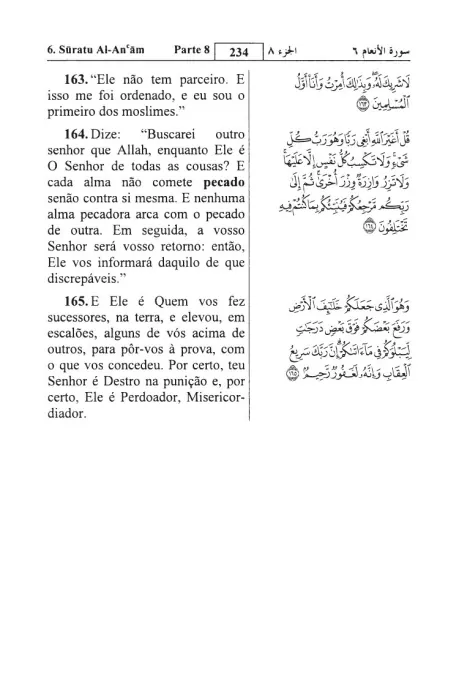 6. Sūratu Al-Anᶜām Parte 8 234 الجزء ٨ سورة الأنعام ٦
163. “Ele não tem parceiro. E
isso me foi ordenado, e eu sou o
primeiro dos moslimes.”
164. Dize: “Buscarei outro
senhor que Allah, enquanto Ele é
O Senhor de todas as cousas? E
cada alma não comete pecado
senão contra si mesma. E nenhuma
alma pecadora arca com o pecado
de outra. Em seguida, a vosso
Senhor será vosso retorno: então,
Ele vos informará daquilo de que
discrepáveis.”
165. E Ele é Quem vos fez
sucessores, na terra, e elevou, em
escalões, alguns de vós acima de
outros, para pôr-vos à prova, com
o que vos concedeu. Por certo, teu
Senhor é Destro na punição e, por
certo, Ele é Perdoador, Misericor-
diador.
لَا شَرِيكَ لَهُۥ وَبِذَٰلِكَ أُمِرْتُ وَأَنَا۠ أَوَّلُ
ٱلْمُسْلِمِينَ ١٦٣
قُلْ أَغَيْرَ ٱللَّهِ أَبْغِى رَبًّا وَهُوَ رَبُّ كُلِّ
شَىْءٍ وَلَا تَكْسِبُ كُلُّ نَفْسٍ إِلَّا عَلَيْهَا
وَلَا تَزِرُ وَازِرَةٌ وِزْرَ أُخْرَىٰ ثُمَّ إِلَىٰ
رَبِّكُم مَّرْجِعُكُمْ فَيُنَبِّئُكُم بِمَا كُنتُمْ فِيهِ
تَخْتَلِفُونَ ١٦٤
وَهُوَ ٱلَّذِى جَعَلَكُمْ خَلَٰٓئِفَ ٱلْأَرْضِ
وَرَفَعَ بَعْضَكُمْ فَوْقَ بَعْضٍ دَرَجَٰتٍ
لِّيَبْلُوَكُمْ فِى مَآ ءَاتَىٰكُمْ إِنَّ رَبَّكَ سَرِيعُ
ٱلْعِقَابِ وَإِنَّهُۥ لَغَفُورٌ رَّحِيمٌۢ ١٦٥